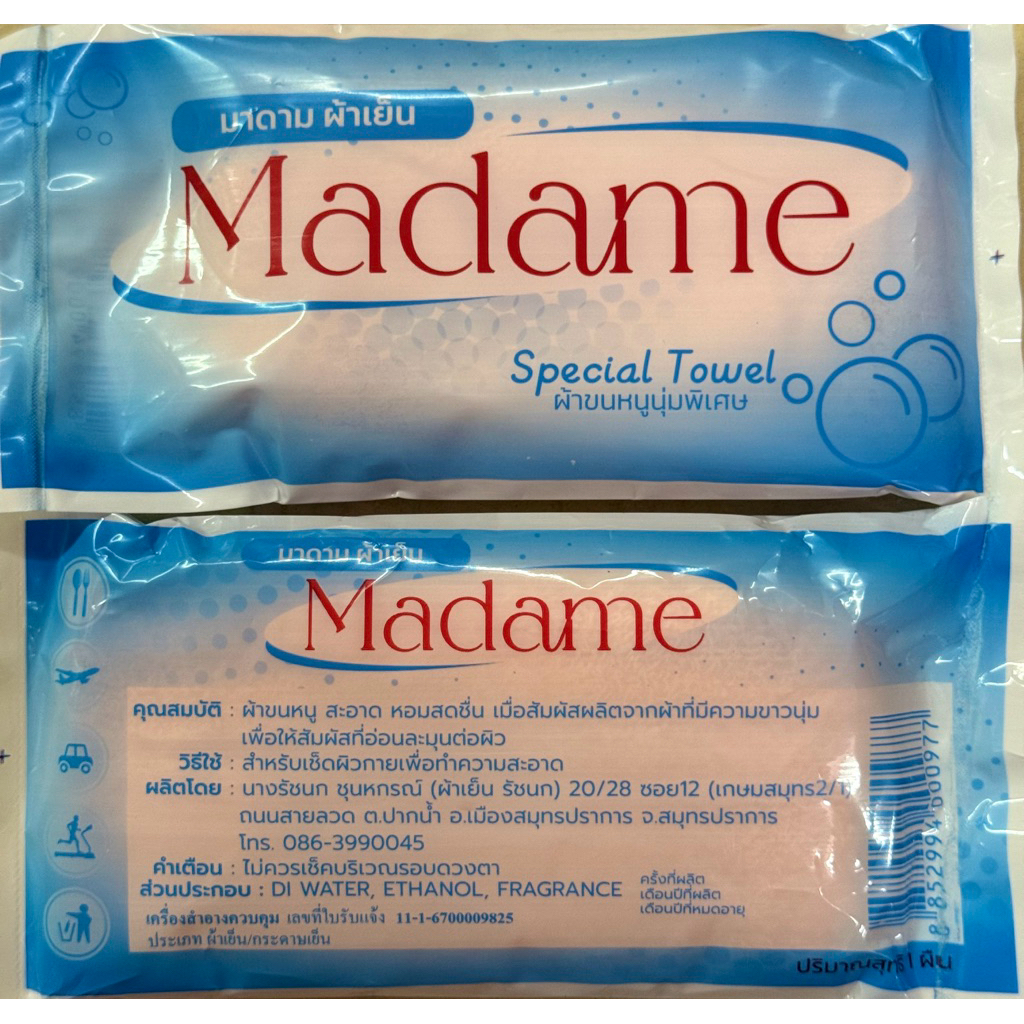 มาดาม ผ้าเย็น
Madame
Special Towel
ผ้าขนหนูนุ่มพิเศษ
มาดาม ผ้าเย็น
Madame
คุณสมบัติ : ผ้าขนหนู สะอาด หอมสดชื่น เมื่อสัมผัสผลิตจากผ้าที่มีความขาวนุ่ม
เพื่อให้สัมผัสที่อ่อนละมุนต่อผิว
วิธีใช้ : สำหรับเช็ดผิวกายเพื่อทำความสะอาด
ผลิตโดย : นางรัชนก ชุนหกรณ์ (ผ้าเย็น รัชนก) 20/28 ซอย12 (เกษมสมุทร2/1)
ถนนสายลวด ต.ปากน้ำ อ.เมืองสมุทรปราการ จ.สมุทรปราการ
โทร. 086-3990045
คำเตือน : ไม่ควรเช็คบริเวณรอบดวงตา
ส่วนประกอบ : DI WATER, ETHANOL, FRAGRANCE
ครั้งที่ผลิต
เดือนปีที่ผลิต
เดือนปีที่หมดอายุ
เครื่องสำอางควบคุม เลขที่ใบรับแจ้ง 11-1-6700009825
ประเภท ผ้าเย็น/กระดาษเย็น
8 852994 600977
ปริมาณสุทธิ 1 ผืน